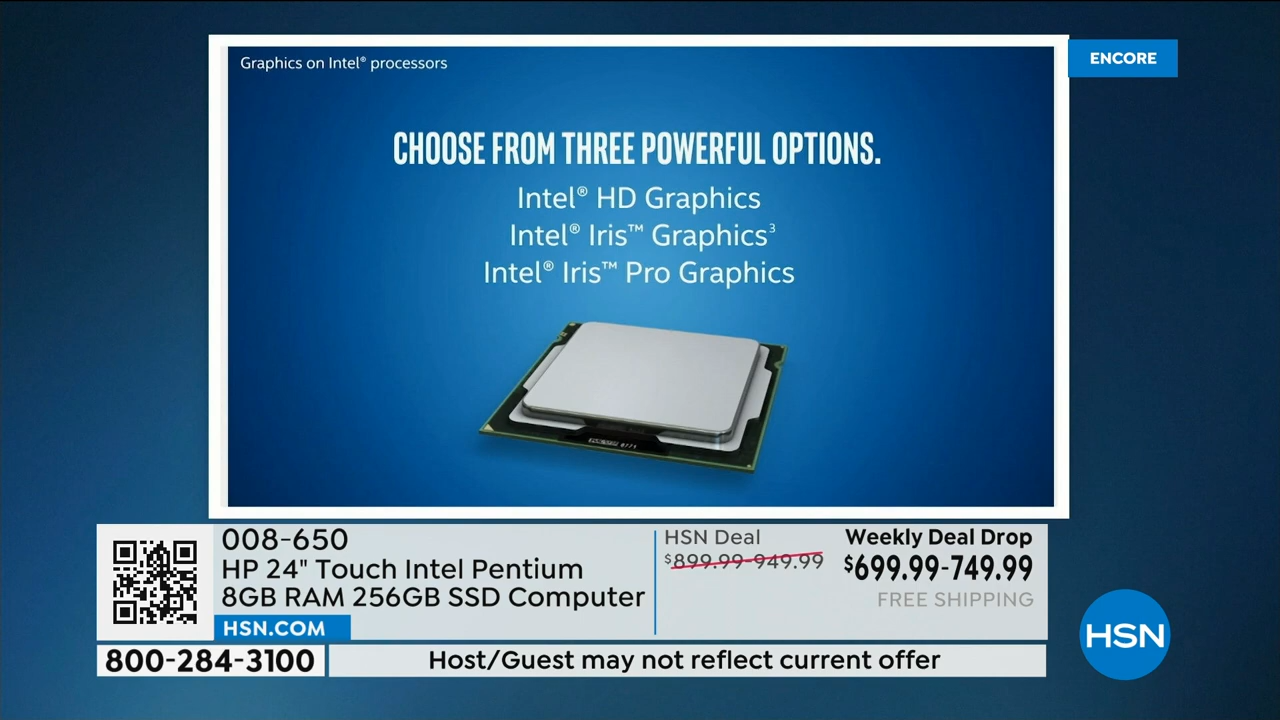 Graphics on Intel® processors
ENCORE
CHOOSE FROM THREE POWERFUL OPTIONS.
Intel® HD Graphics
Intel® Iris™ Graphics³
Intel® Iris™ Pro Graphics
008-650
HP 24" Touch Intel Pentium
8GB RAM 256GB SSD Computer
HSN.COM
HSN Deal
$899.99-949.99
Weekly Deal Drop
$699.99-749.99
FREE SHIPPING
HSN
800-284-3100
Host/Guest may not reflect current offer